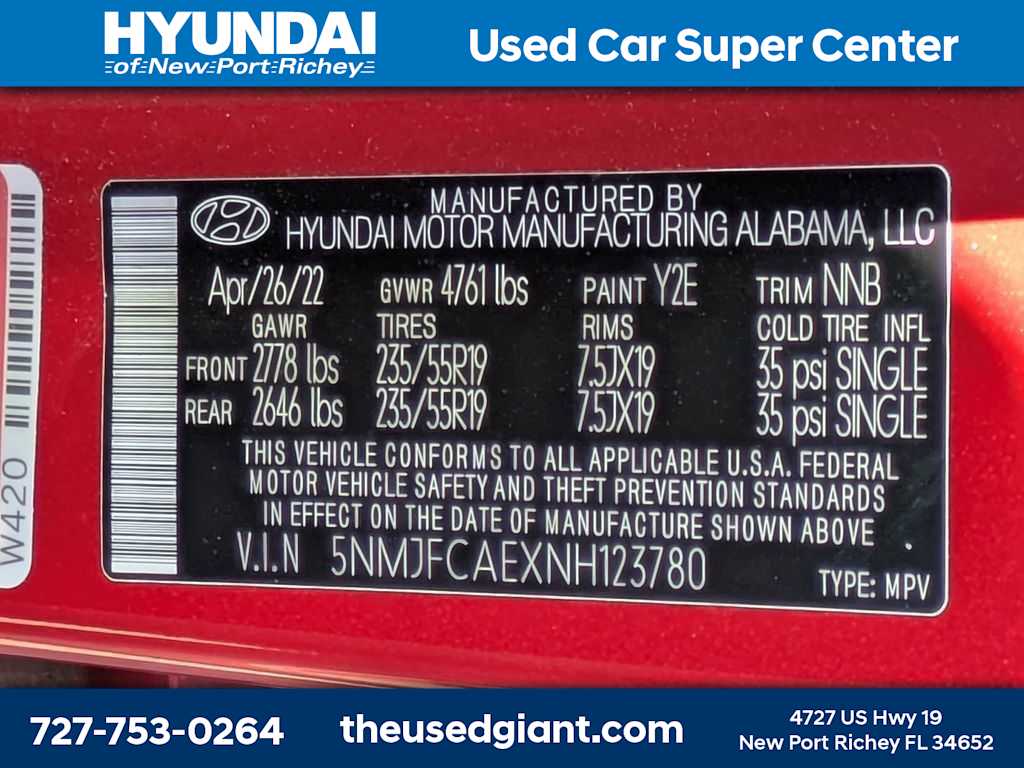 HYUNDAI
of New Port Richey
Used Car Super Center
MANUFACTURED BY
HYUNDAI MOTOR MANUFACTURING ALABAMA, LLC
Apr/26/22 GVWR 4761 lbs PAINT Y2E TRIM NNB
GAWR TIRES RIMS COLD TIRE INFL
FRONT 2778 lbs 235/55R19 7.5JX19 35 psi SINGLE
REAR 2646 lbs 235/55R19 7.5JX19 35 psi SINGLE
THIS VEHICLE CONFORMS TO ALL APPLICABLE U.S.A. FEDERAL
MOTOR VEHICLE SAFETY AND THEFT PREVENTION STANDARDS
IN EFFECT ON THE DATE OF MANUFACTURE SHOWN ABOVE
V.I.N 5NMJFCAEXNH123780
TYPE: MPV
W420
727-753-0264
theusedgiant.com
4727 US Hwy 19
New Port Richey FL 34652